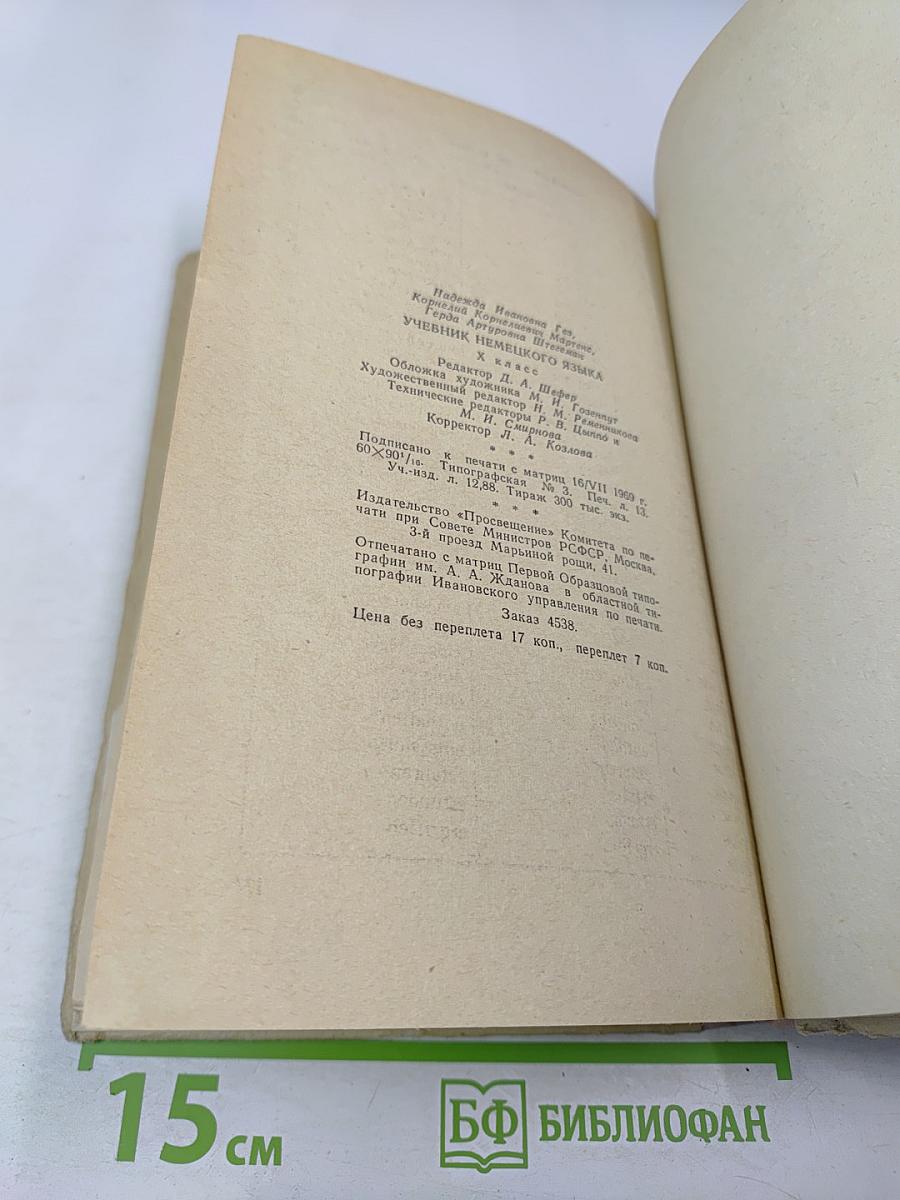 Надежда Ивановна Гез,
Корнелий Корнелиевич Мартенс,
Герда Артуровна Штегеман
УЧЕБНИК НЕМЕЦКОГО ЯЗЫКА
X класс
Редактор Д. А. Шефер
Обложка художника М. И. Гозенпут
Художественный редактор Н. М. Ременникова
Технические редакторы Р. В. Цыппо и
М. И. Смирнова
Корректор Л. А. Козлова
* * *
Подписано к печати с матриц 16/VII 1969 г.
60×90¹/₁₆. Типографская № 3. Печ. л. 13.
Уч.-изд. л. 12,88. Тираж 300 тыс. экз.
* * *
Издательство «Просвещение» Комитета по пе-
чати при Совете Министров РСФСР, Москва,
3-й проезд Марьиной рощи, 41.
Отпечатано с матриц Первой Образцовой типо-
графии им. А. А. Жданова в областной ти-
пографии Ивановского управления по печати.
Заказ 4538.
Цена без переплета 17 коп., переплет 7 коп.
15 см
БФ БИБЛИОФАН